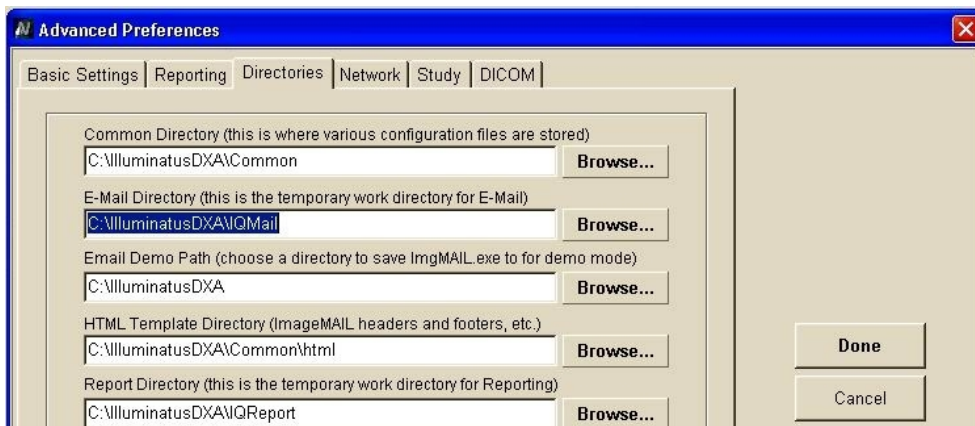 Advanced Preferences
Basic Settings Reporting Directories Network Study DICOM
Common Directory (this is where various configuration files are stored)
C:\IlluminatusDXA\Common Browse...
E-Mail Directory (this is the temporary work directory for E-Mail)
C:\IlluminatusDXA\IQMail Browse...
Email Demo Path (choose a directory to save ImgMAIL.exe to for demo mode)
C:\IlluminatusDXA Browse...
HTML Template Directory (ImageMAIL headers and footers, etc.)
C:\IlluminatusDXA\Common\html Browse...
Done
Report Directory (this is the temporary work directory for Reporting)
C:\IlluminatusDXA\IQReport Browse...
Cancel